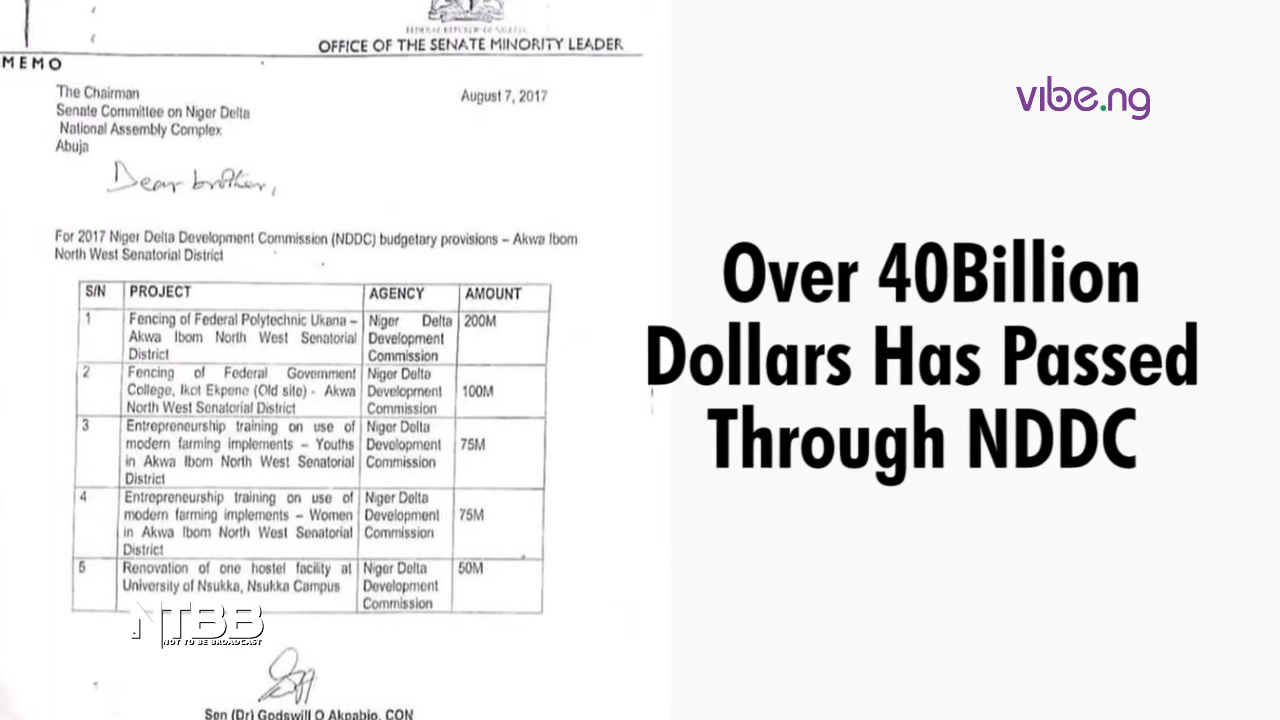 FEDERAL REPUBLIC OF NIGERIA
OFFICE OF THE SENATE MINORITY LEADER
MEMO
The Chairman
Senate Committee on Niger Delta
National Assembly Complex
Abuja
August 7, 2017
Dear brother,
For 2017 Niger Delta Development Commission (NDDC) budgetary provisions – Akwa Ibom
North West Senatorial District
S/N PROJECT AGENCY AMOUNT
1 Fencing of Federal Polytechnic Ukana – Niger Delta 200M
Akwa Ibom North West Senatorial Development
District Commission
2 Fencing of Federal Government Niger Delta
College, Ikot Ekpene (Old site) - Akwa Development 100M
North West Senatorial District Commission
3 Entrepreneurship training on use of Niger Delta
modern farming implements – Youths Development 75M
in Akwa Ibom North West Senatorial Commission
District
4 Entrepreneurship training on use of Niger Delta
modern farming implements – Women Development 75M
in Akwa Ibom North West Senatorial Commission
District
5 Renovation of one hostel facility at Niger Delta 50M
University of Nsukka, Nsukka Campus Development
Commission
NTBB
NOT TO BE BROADCAST
Sen (Dr) Godswill O Akpabio, CON
vibe.ng
Over 40Billion
Dollars Has Passed
Through NDDC